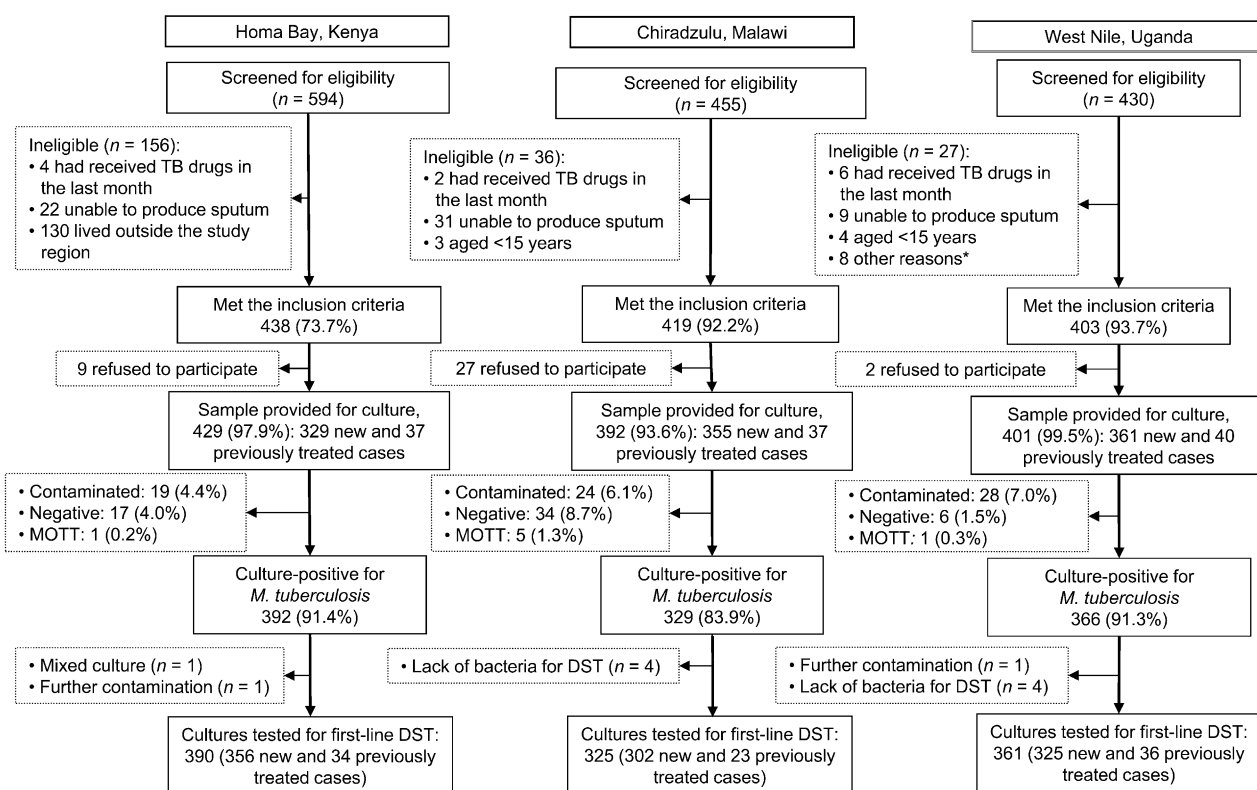 Homa Bay, Kenya
Screened for eligibility
(n = 594)
Ineligible (n = 156):
• 4 had received TB drugs in
the last month
• 22 unable to produce sputum
• 130 lived outside the study
region
Met the inclusion criteria
438 (73.7%)
9 refused to participate
Sample provided for culture,
429 (97.9%): 329 new and 37
previously treated cases
• Contaminated: 19 (4.4%)
• Negative: 17 (4.0%)
• MOTT: 1 (0.2%)
Culture-positive for
M. tuberculosis
392 (91.4%)
• Mixed culture (n = 1)
• Further contamination (n = 1)
Cultures tested for first-line DST:
390 (356 new and 34 previously
treated cases)
Chiradzulu, Malawi
Screened for eligibility
(n = 455)
Ineligible (n = 36):
• 2 had received TB drugs in
the last month
• 31 unable to produce sputum
• 3 aged <15 years
Met the inclusion criteria
419 (92.2%)
27 refused to participate
Sample provided for culture,
392 (93.6%): 355 new and 37
previously treated cases
• Contaminated: 24 (6.1%)
• Negative: 34 (8.7%)
• MOTT: 5 (1.3%)
Culture-positive for
M. tuberculosis
329 (83.9%)
• Lack of bacteria for DST (n = 4)
Cultures tested for first-line DST:
325 (302 new and 23 previously
treated cases)
West Nile, Uganda
Screened for eligibility
(n = 430)
Ineligible (n = 27):
• 6 had received TB drugs in
the last month
• 9 unable to produce sputum
• 4 aged <15 years
• 8 other reasons*
Met the inclusion criteria
403 (93.7%)
2 refused to participate
Sample provided for culture,
401 (99.5%): 361 new and 40
previously treated cases
• Contaminated: 28 (7.0%)
• Negative: 6 (1.5%)
• MOTT: 1 (0.3%)
Culture-positive for
M. tuberculosis
366 (91.3%)
• Further contamination (n = 1)
• Lack of bacteria for DST (n = 4)
Cultures tested for first-line DST:
361 (325 new and 36 previously
treated cases)